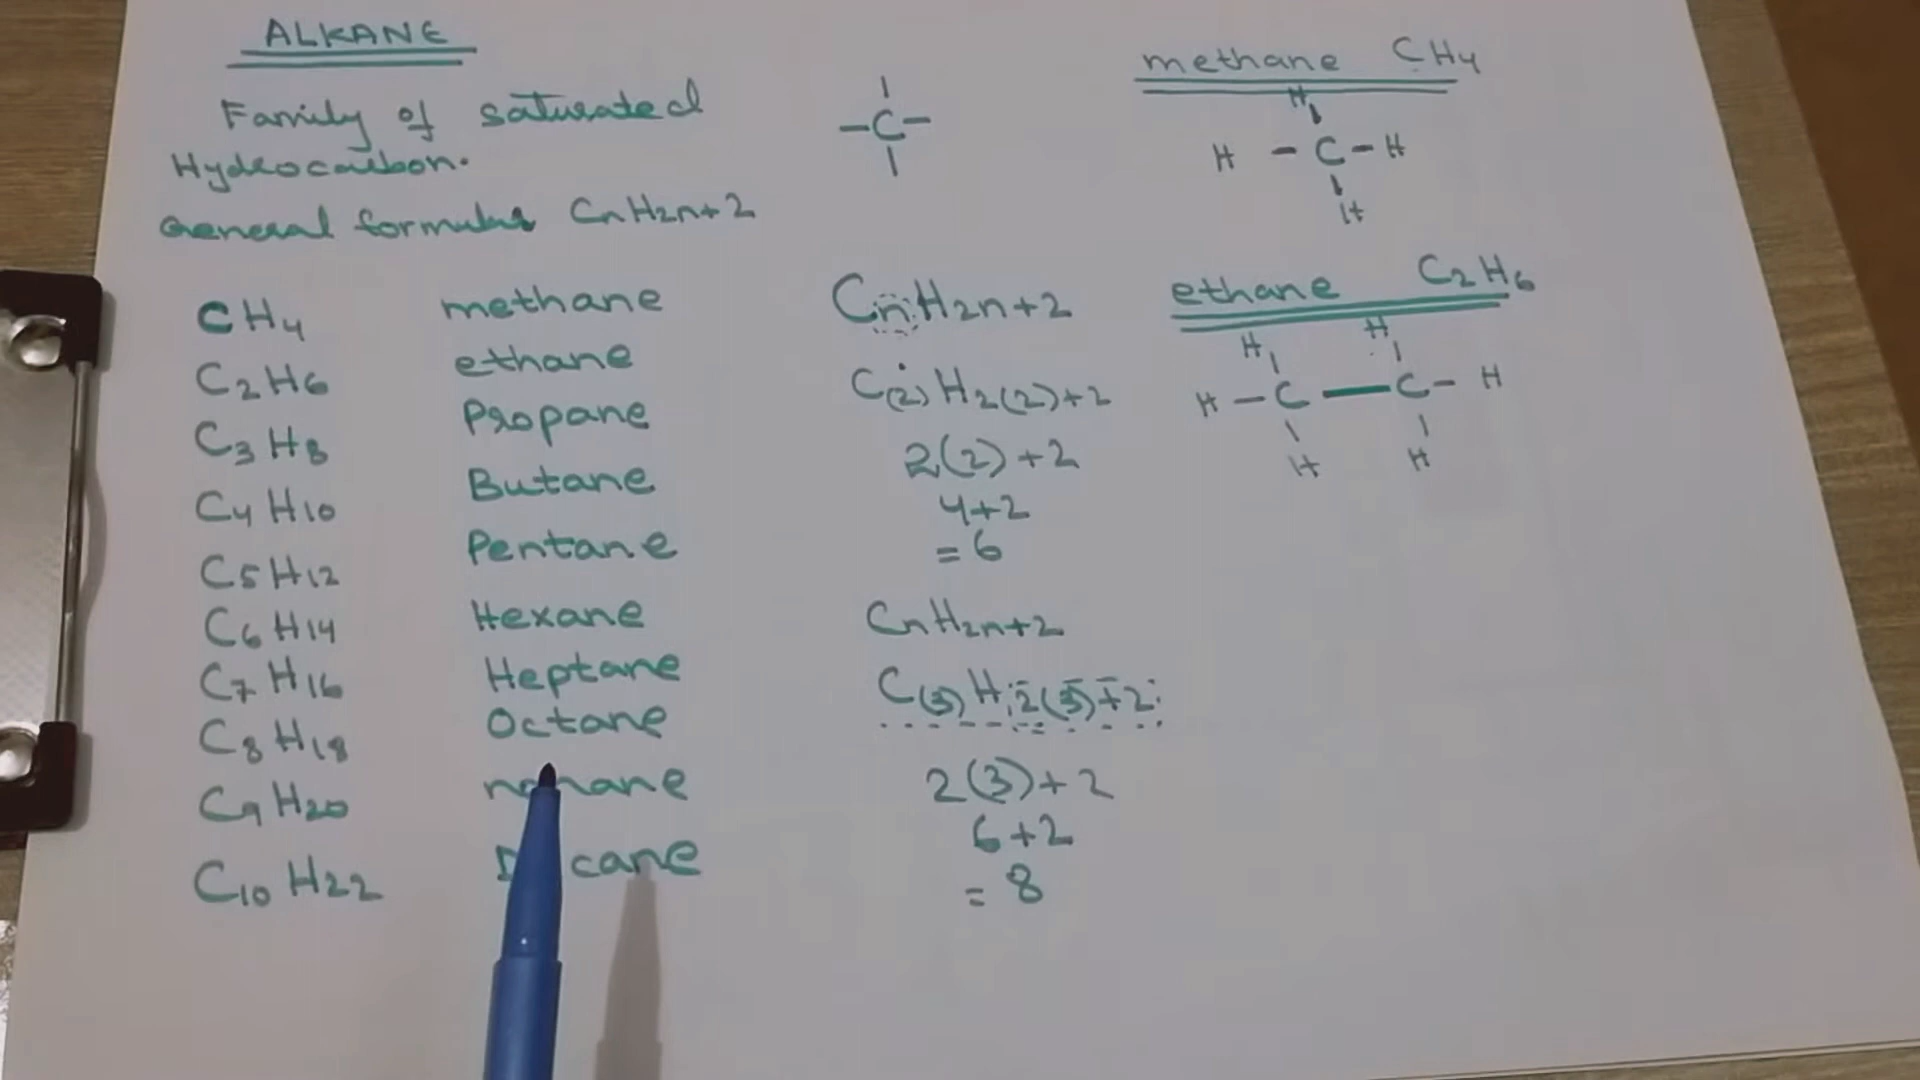 ALKANE
Family of saturated
Hydrocarbon.
General formula CnH2n+2
CH4 methane
C2H6 ethane
C3H8 Propane
C4H10 Butane
C5H12 Pentane
C6H14 Hexane
C7H16 Heptane
C8H18 Octane
C9H20
C10H22
C
CnH2n+2
C(2)H2(2)+2
2(2)+2
4+2
=6
CnH2n+2
C(3)H2(3)+2
2(3)+2
6+2
= 8
methane CH4
H
H - C - H
H
ethane C2H6
H H
H - C - C - H
H H